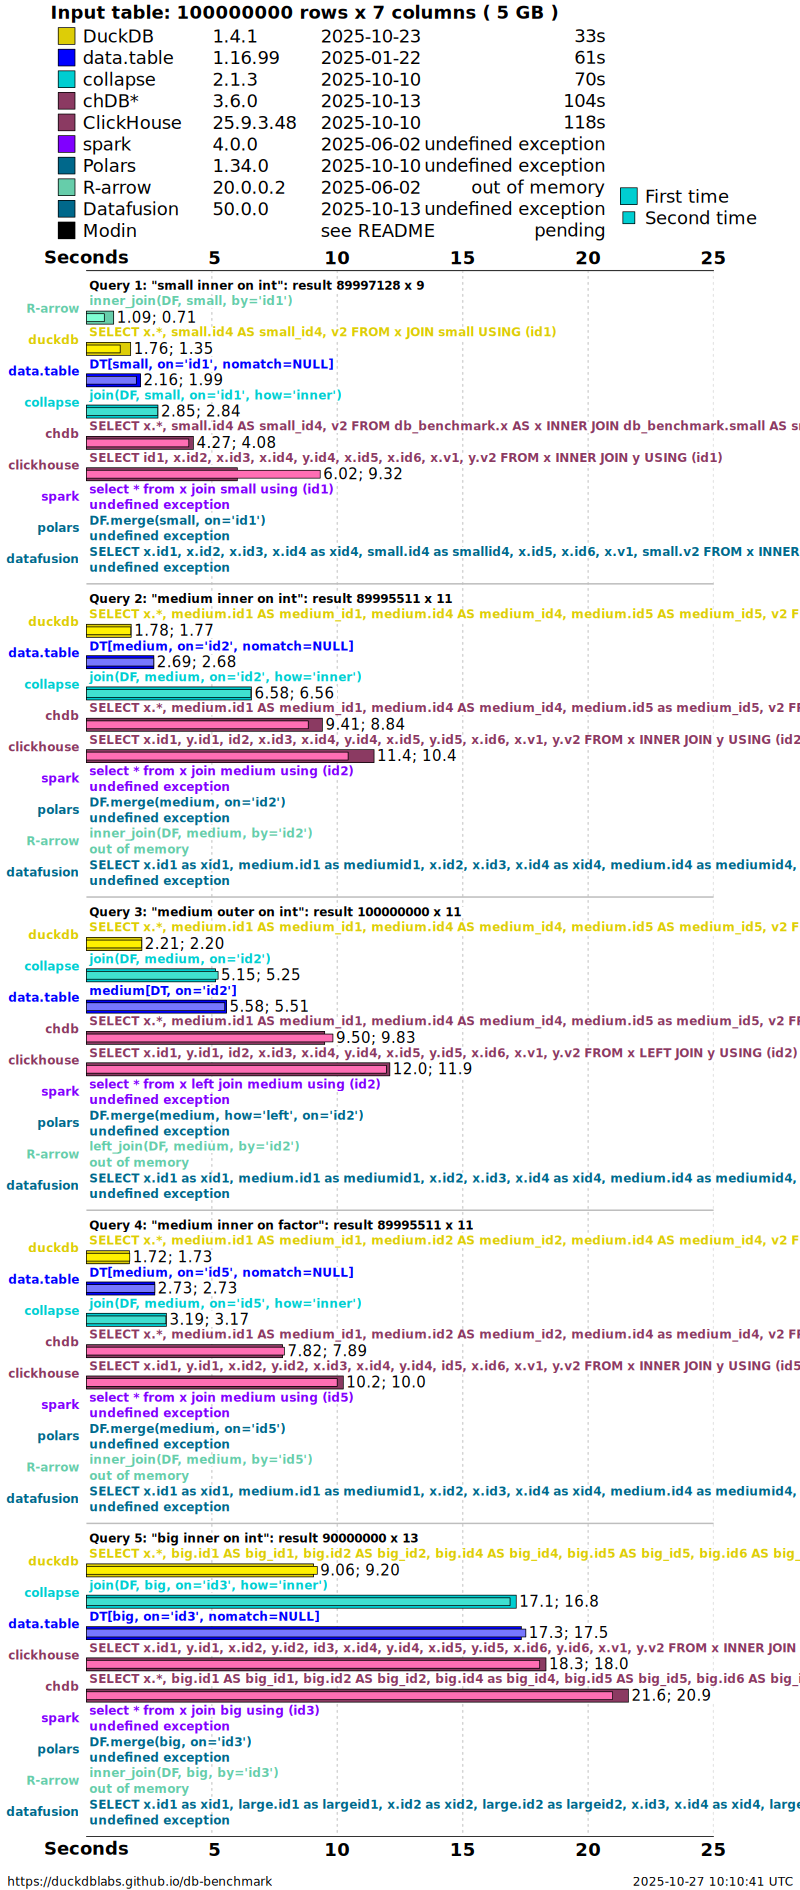 Input table: 100000000 rows x 7 columns ( 5 GB )
DuckDB 1.4.1 2025-10-23 33s
data.table 1.16.99 2025-01-22 61s
collapse 2.1.3 2025-10-10 70s
chDB* 3.6.0 2025-10-13 104s
ClickHouse 25.9.3.48 2025-10-10 118s
spark 4.0.0 2025-06-02 undefined exception
Polars 1.34.0 2025-10-10 undefined exception
R-arrow 20.0.0.2 2025-06-02 out of memory
Datafusion 50.0.0 2025-10-13 undefined exception
Modin see README pending
First time
Second time
Seconds 5 10 15 20 25
Query 1: "small inner on int": result 89997128 x 9
inner_join(DF, small, by='id1')
R-arrow 1.09; 0.71
SELECT x.*, small.id4 AS small_id4, v2 FROM x JOIN small USING (id1)
duckdb 1.76; 1.35
DT[small, on='id1', nomatch=NULL]
data.table 2.16; 1.99
join(DF, small, on='id1', how='inner')
collapse 2.85; 2.84
SELECT x.*, small.id4 AS small_id4, v2 FROM db_benchmark.x AS x INNER JOIN db_benchmark.small AS
chdb 4.27; 4.08
SELECT id1, x.id2, x.id3, x.id4, y.id4, x.id5, x.id6, x.v1, y.v2 FROM x INNER JOIN y USING (id1)
clickhouse 6.02; 9.32
select * from x join small using (id1)
spark undefined exception
DF.merge(small, on='id1')
polars undefined exception
SELECT x.id1, x.id2, x.id3, x.id4 as xid4, small.id4 as smallid4, x.id5, x.id6, x.v1, small.v2 FROM x INNER
datafusion undefined exception
Query 2: "medium inner on int": result 89995511 x 11
SELECT x.*, medium.id1 AS medium_id1, medium.id4 AS medium_id4, medium.id5 AS medium_id5, v2 F
duckdb 1.78; 1.77
DT[medium, on='id2', nomatch=NULL]
data.table 2.69; 2.68
join(DF, medium, on='id2', how='inner')
collapse 6.58; 6.56
SELECT x.*, medium.id1 AS medium_id1, medium.id4 AS medium_id4, medium.id5 as medium_id5, v2 F
chdb 9.41; 8.84
SELECT x.id1, y.id1, id2, x.id3, x.id4, y.id4, x.id5, y.id5, x.id6, x.v1, y.v2 FROM x INNER JOIN y USING (id2
clickhouse 11.4; 10.4
select * from x join medium using (id2)
spark undefined exception
DF.merge(medium, on='id2')
polars undefined exception
inner_join(DF, medium, by='id2')
R-arrow out of memory
SELECT x.id1 as xid1, medium.id1 as mediumid1, x.id2, x.id3, x.id4 as xid4, medium.id4 as mediumid4,
datafusion undefined exception
Query 3: "medium outer on int": result 100000000 x 11
SELECT x.*, medium.id1 AS medium_id1, medium.id4 AS medium_id4, medium.id5 AS medium_id5, v2 F
duckdb 2.21; 2.20
join(DF, medium, on='id2')
collapse 5.15; 5.25
medium[DT, on='id2']
data.table 5.58; 5.51
SELECT x.*, medium.id1 AS medium_id1, medium.id4 AS medium_id4, medium.id5 as medium_id5, v2 F
chdb 9.50; 9.83
SELECT x.id1, y.id1, id2, x.id3, x.id4, y.id4, x.id5, y.id5, x.id6, x.v1, y.v2 FROM x LEFT JOIN y USING (id2)
clickhouse 12.0; 11.9
select * from x left join medium using (id2)
spark undefined exception
DF.merge(medium, how='left', on='id2')
polars undefined exception
left_join(DF, medium, by='id2')
R-arrow out of memory
SELECT x.id1 as xid1, medium.id1 as mediumid1, x.id2, x.id3, x.id4 as xid4, medium.id4 as mediumid4,
datafusion undefined exception
Query 4: "medium inner on factor": result 89995511 x 11
SELECT x.*, medium.id1 AS medium_id1, medium.id2 AS medium_id2, medium.id4 AS medium_id4, v2 F
duckdb 1.72; 1.73
DT[medium, on='id5', nomatch=NULL]
data.table 2.73; 2.73
join(DF, medium, on='id5', how='inner')
collapse 3.19; 3.17
SELECT x.*, medium.id1 AS medium_id1, medium.id2 AS medium_id2, medium.id4 as medium_id4, v2 F
chdb 7.82; 7.89
SELECT x.id1, y.id1, x.id2, y.id2, x.id3, x.id4, y.id4, id5, x.id6, x.v1, y.v2 FROM x INNER JOIN y USING (id5
clickhouse 10.2; 10.0
select * from x join medium using (id5)
spark undefined exception
DF.merge(medium, on='id5')
polars undefined exception
inner_join(DF, medium, by='id5')
R-arrow out of memory
SELECT x.id1 as xid1, medium.id1 as mediumid1, x.id2, x.id3, x.id4 as xid4, medium.id4 as mediumid4,
datafusion undefined exception
Query 5: "big inner on int": result 90000000 x 13
SELECT x.*, big.id1 AS big_id1, big.id2 AS big_id2, big.id4 AS big_id4, big.id5 AS big_id5, big.id6 AS big_
duckdb 9.06; 9.20
join(DF, big, on='id3', how='inner')
collapse 17.1; 16.8
DT[big, on='id3', nomatch=NULL]
data.table 17.3; 17.5
SELECT x.id1, y.id1, x.id2, y.id2, id3, x.id4, y.id4, x.id5, y.id5, x.id6, y.id6, x.v1, y.v2 FROM x INNER JOIN
clickhouse 18.3; 18.0
SELECT x.*, big.id1 AS big_id1, big.id2 AS big_id2, big.id4 as big_id4, big.id5 AS big_id5, big.id6 AS big_i
chdb 21.6; 20.9
select * from x join big using (id3)
spark undefined exception
DF.merge(big, on='id3')
polars undefined exception
inner_join(DF, big, by='id3')
R-arrow out of memory
SELECT x.id1 as xid1, large.id1 as largeid1, x.id2 as xid2, large.id2 as largeid2, x.id3, x.id4 as xid4, large
datafusion undefined exception
Seconds 5 10 15 20 25
https://duckdblabs.github.io/db-benchmark 2025-10-27 10:10:41 UTC